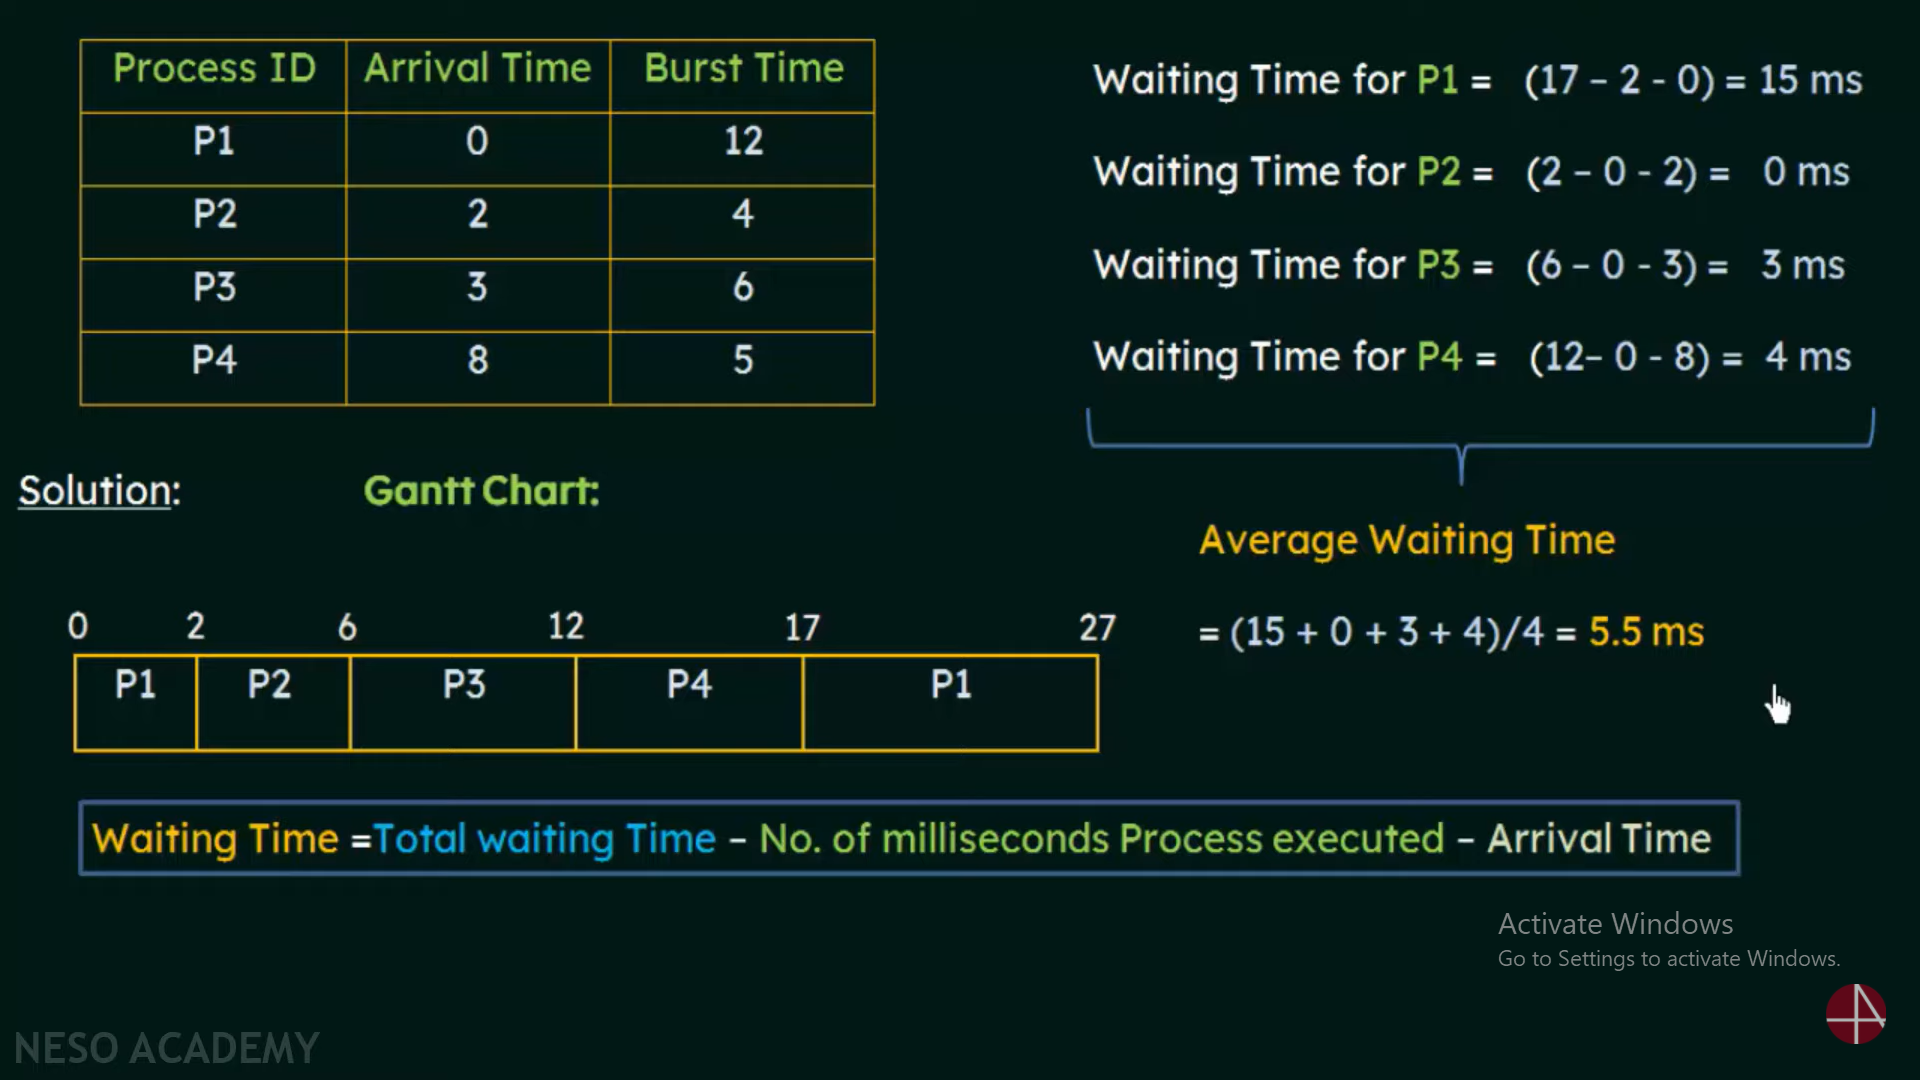 Process ID Arrival Time Burst Time
P1 0 12
P2 2 4
P3 3 6
P4 8 5
Waiting Time for P1 = (17 – 2 - 0) = 15 ms
Waiting Time for P2 = (2 – 0 - 2) = 0 ms
Waiting Time for P3 = (6 – 0 - 3) = 3 ms
Waiting Time for P4 = (12– 0 - 8) = 4 ms
Solution: Gantt Chart:
Average Waiting Time
= (15 + 0 + 3 + 4)/4 = 5.5 ms
0 2 6 12 17 27
P1 P2 P3 P4 P1
Waiting Time =Total waiting Time – No. of milliseconds Process executed – Arrival Time
Activate Windows
Go to Settings to activate Windows.
NESO ACADEMY